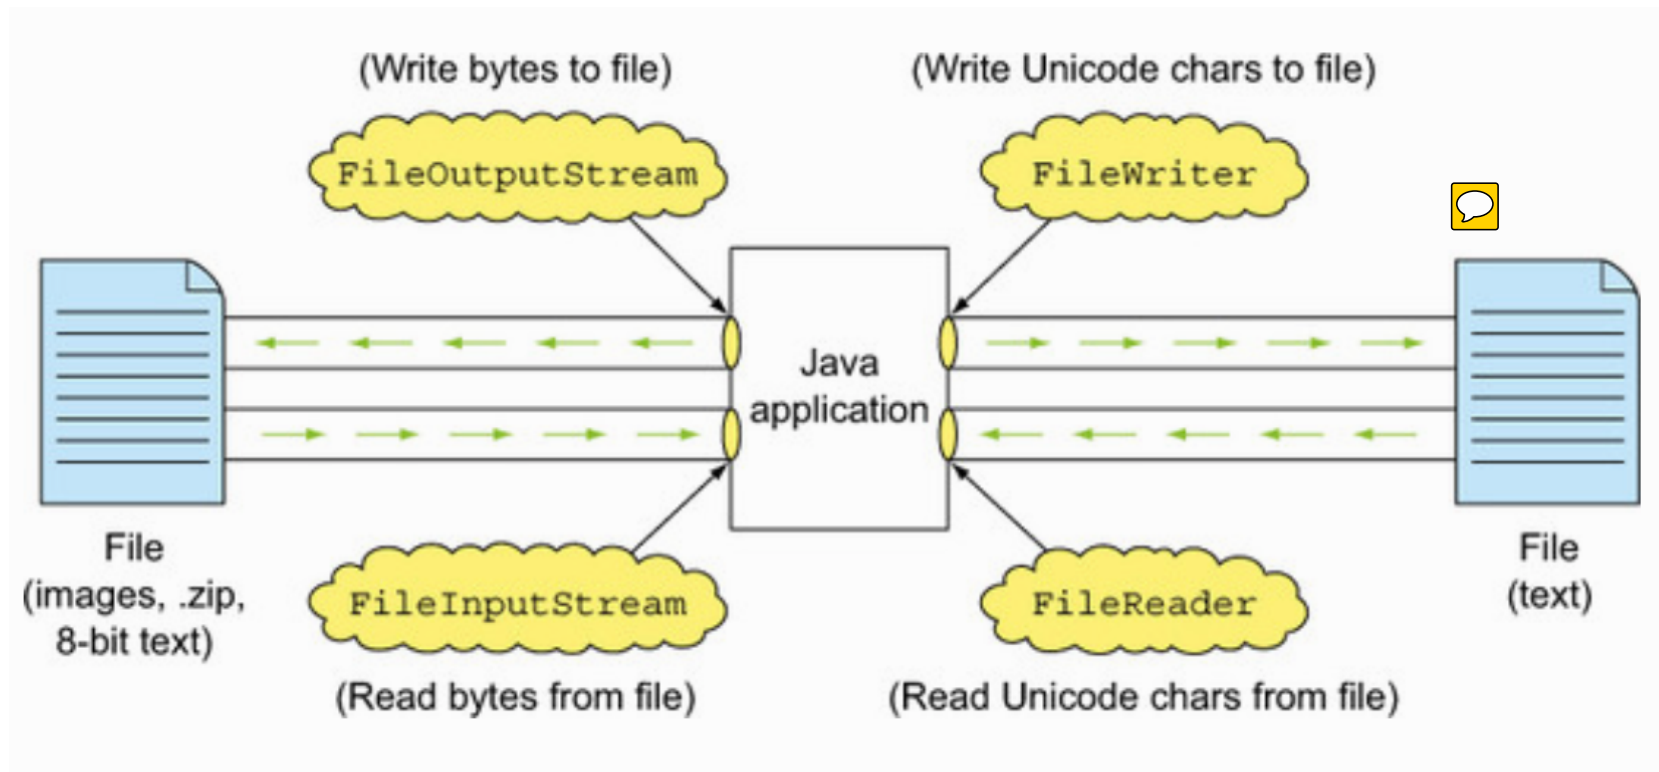 (Write bytes to file)
(Write Unicode chars to file)
FileOutputStream
FileWriter
Java
application
File
(images, .zip,
8-bit text)
File
(text)
FileInputStream
FileReader
(Read bytes from file)
(Read Unicode chars from file)